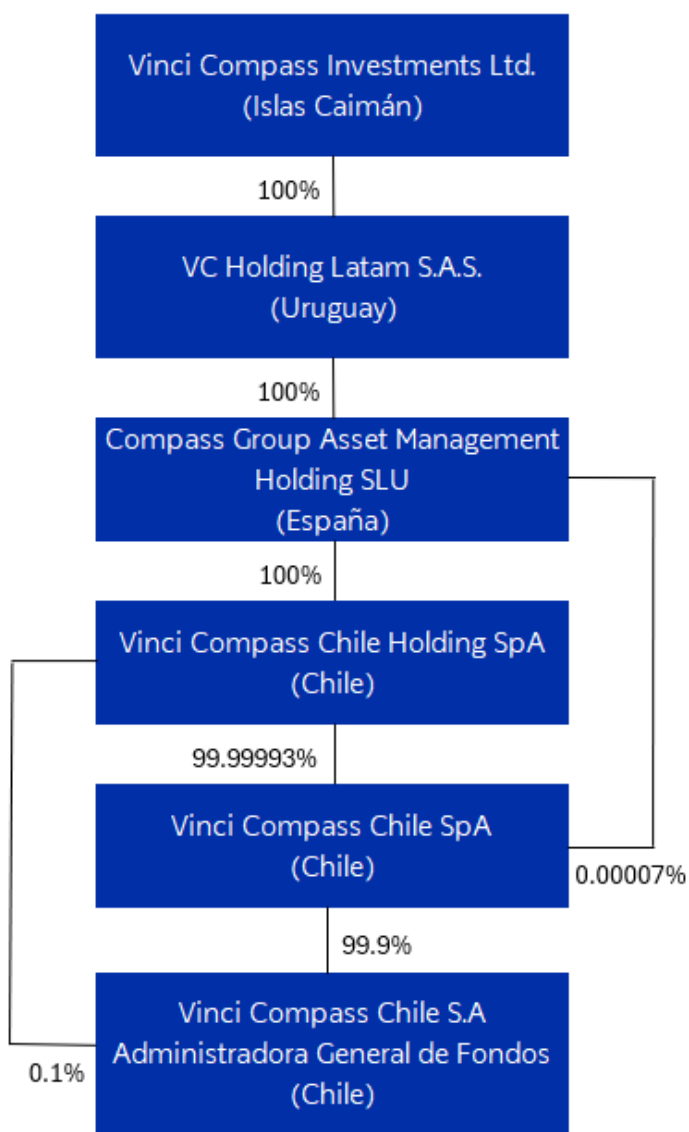 Vinci Compass Investments Ltd.
(Islas Caimán)
100%
VC Holding Latam S.A.S.
(Uruguay)
100%
Compass Group Asset Management
Holding SLU
(España)
100%
Vinci Compass Chile Holding SpA
(Chile)
99.99993%
Vinci Compass Chile SpA
(Chile)
0.00007%
99.9%
Vinci Compass Chile S.A
Administradora General de Fondos
(Chile)
0.1%